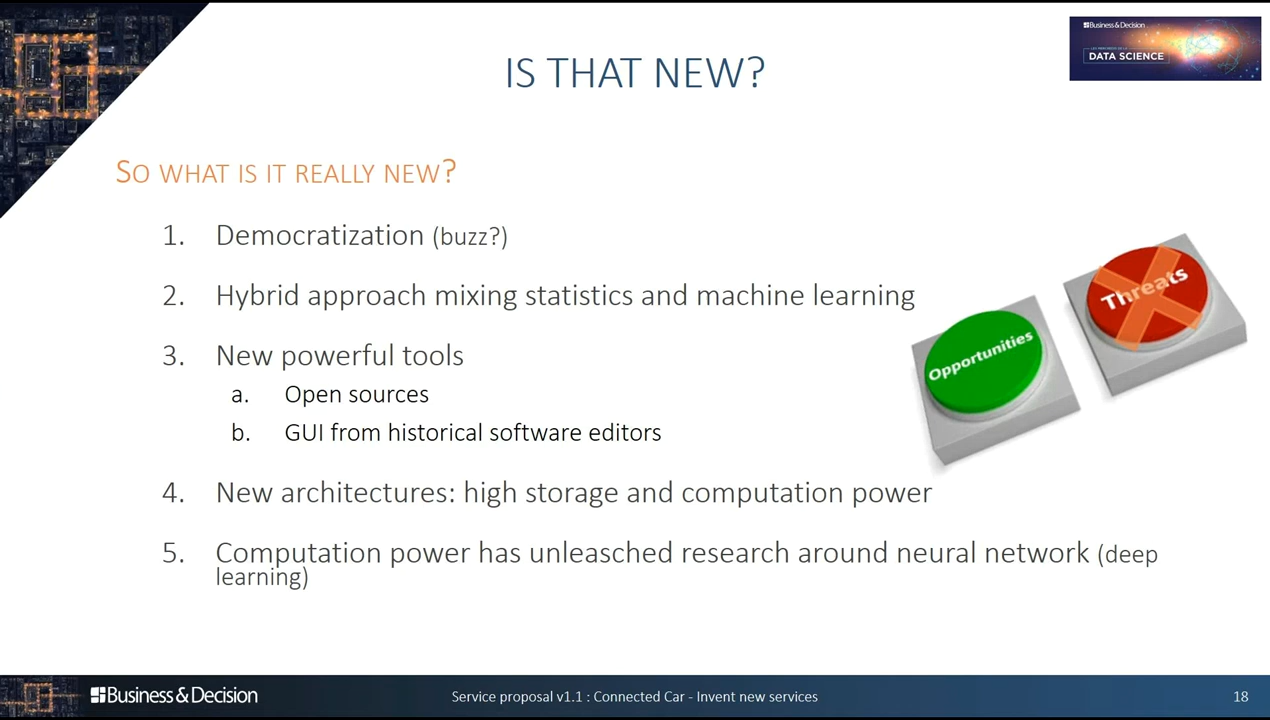 Business & Decision
DATA SCIENCE
IS THAT NEW?
SO WHAT IS IT REALLY NEW?
1. Democratization (buzz?)
2. Hybrid approach mixing statistics and machine learning
3. New powerful tools
a. Open sources
b. GUI from historical software editors
4. New architectures: high storage and computation power
5. Computation power has unleasched research around neural network (deep
learning)
Opportunities
Threats
Business & Decision
Service proposal v1.1 : Connected Car - Invent new services
18